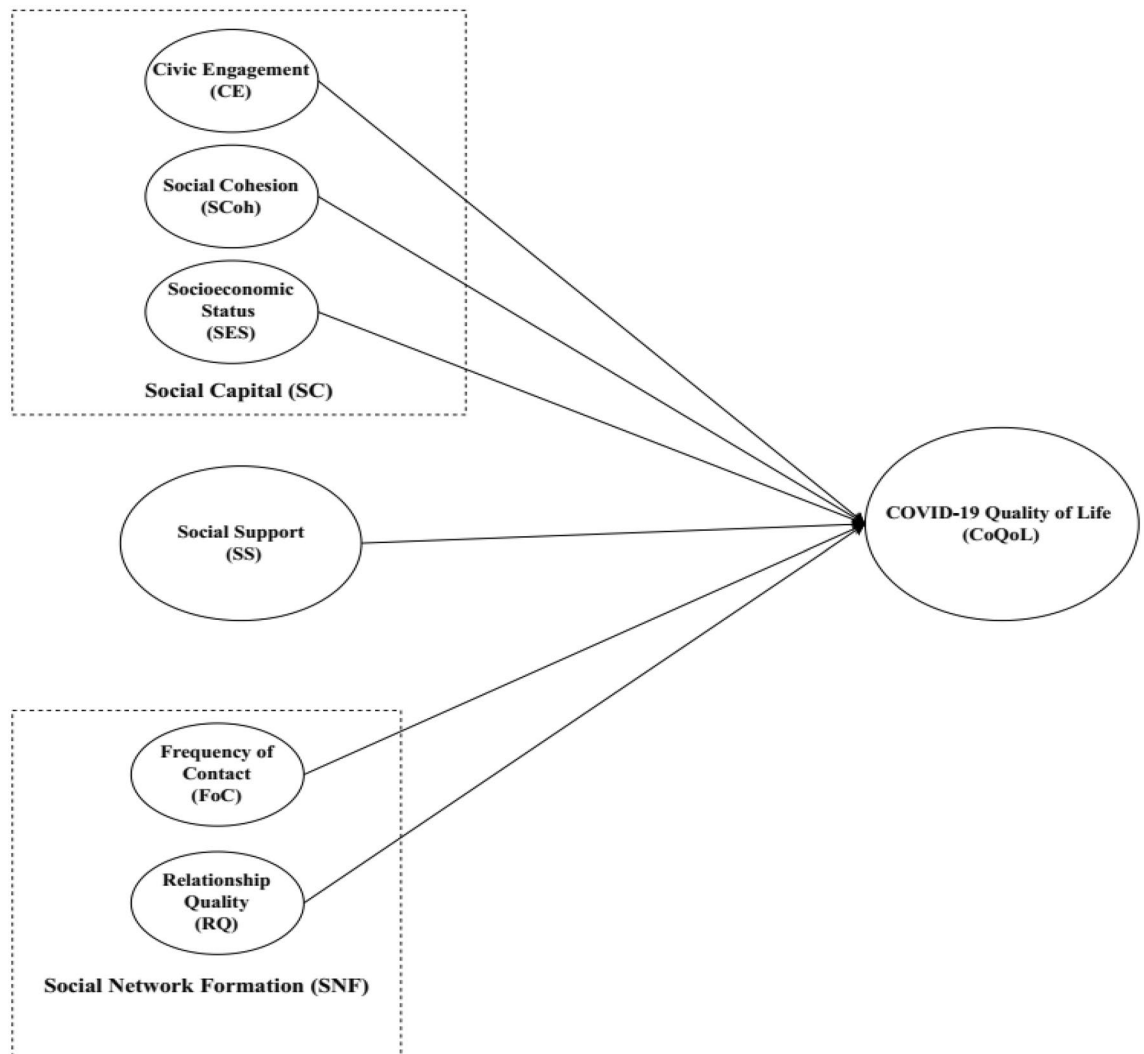 Civic Engagement
(CE)
Social Cohesion
(SCoh)
Socioeconomic
Status
(SES)
Social Capital (SC)
Social Support
(SS)
COVID-19 Quality of Life
(CoQoL)
Frequency of
Contact
(FoC)
Relationship
Quality
(RQ)
Social Network Formation (SNF)